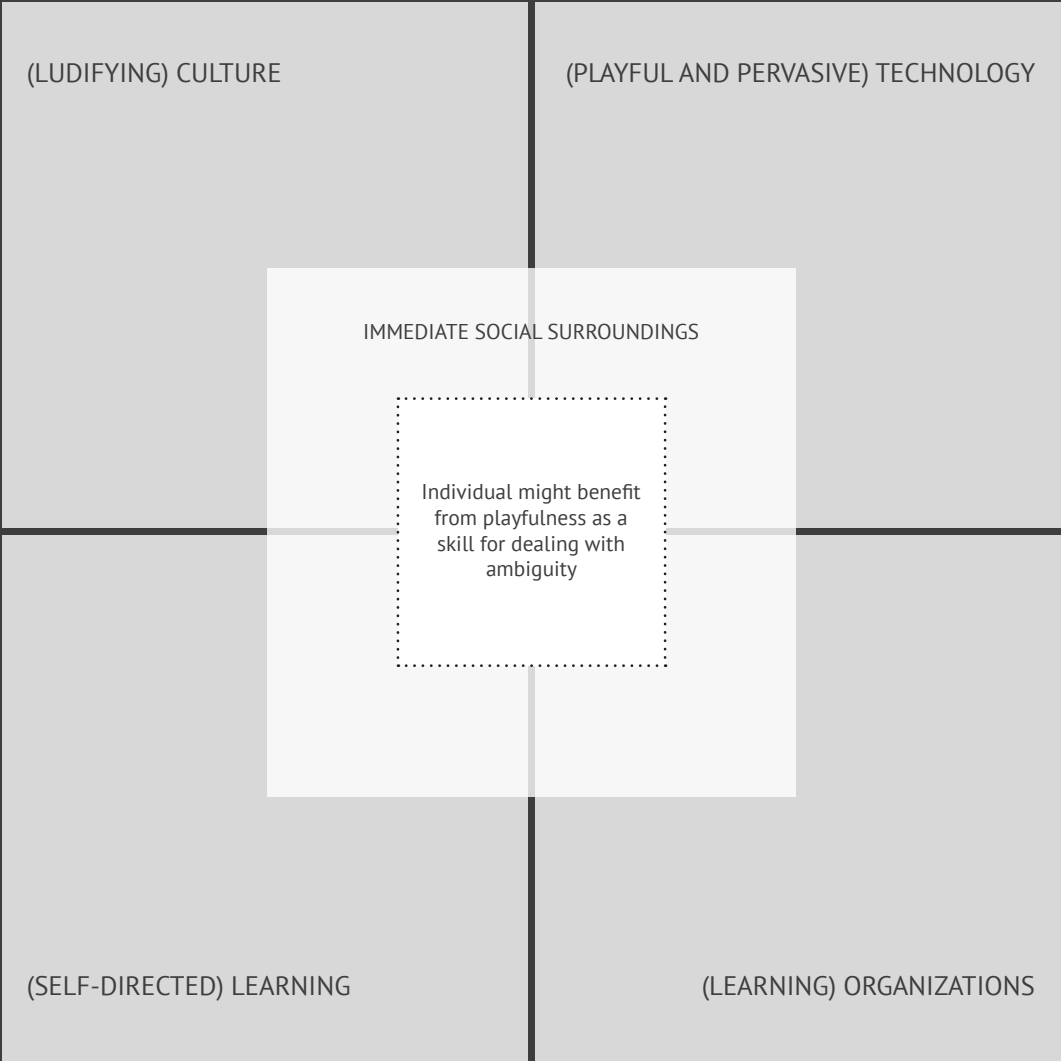 (LUDIFYING) CULTURE
(PLAYFUL AND PERVASIVE) TECHNOLOGY
IMMEDIATE SOCIAL SURROUNDINGS
Individual might benefit
from playfulness as a
skill for dealing with
ambiguity
(SELF-DIRECTED) LEARNING
(LEARNING) ORGANIZATIONS